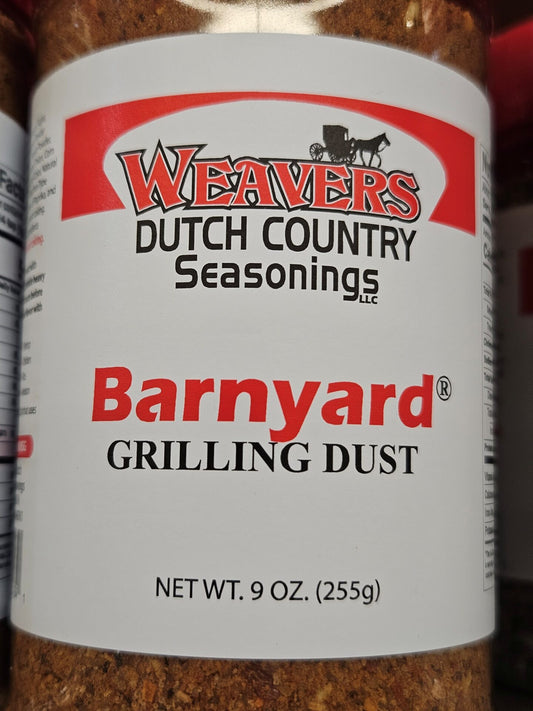 WEAVERS
DUTCH COUNTRY
Seasonings
LLC
Barnyard®
GRILLING DUST
NET WT. 9 OZ. (255g)